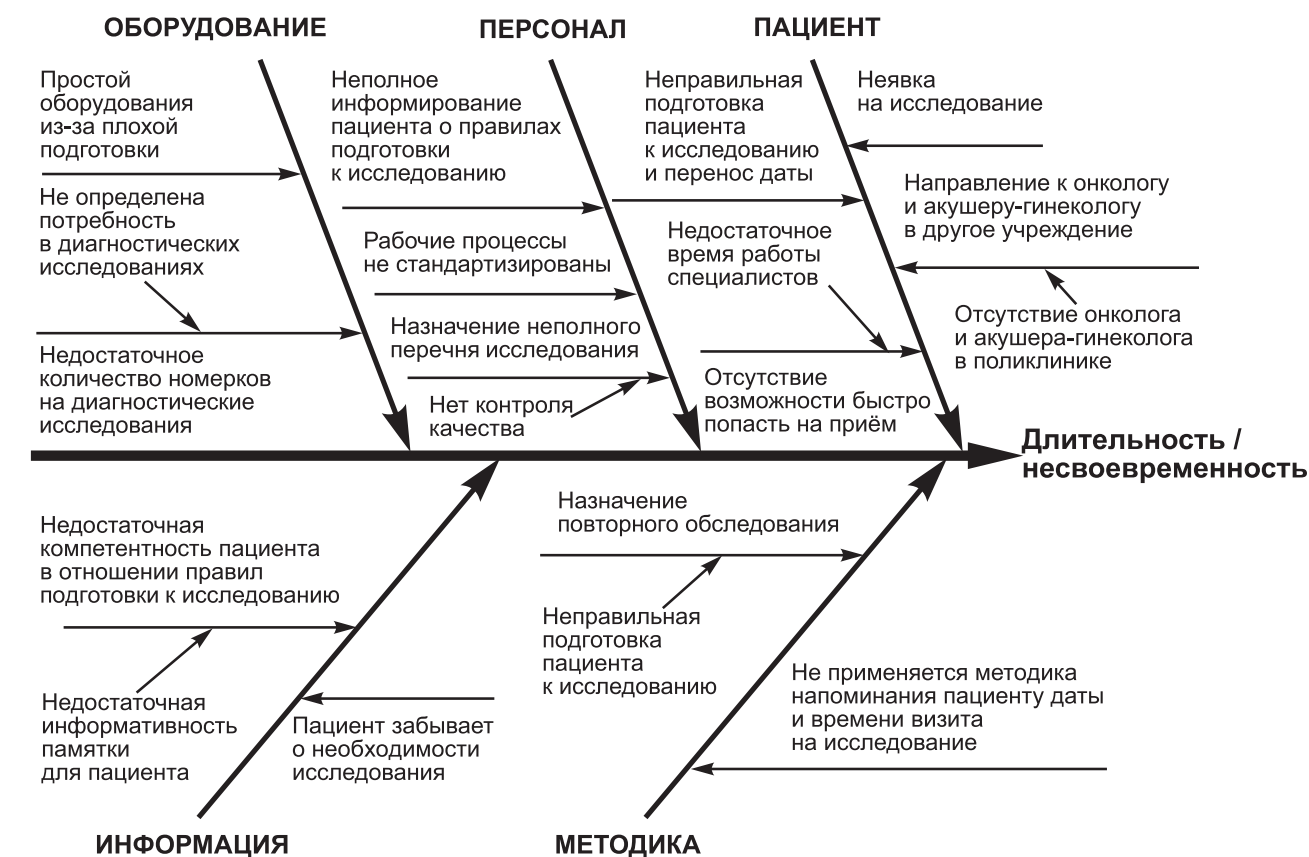 ОБОРУДОВАНИЕ
ПЕРСОНАЛ
ПАЦИЕНТ
Простой
оборудования
из-за плохой
подготовки
Не определена
потребность
в диагностических
исследованиях
Недостаточное
количество номерков
на диагностические
исследования
Неполное
информирование
пациента о правилах
подготовки
к исследованию
Рабочие процессы
не стандартизированы
Назначение неполного
перечня исследования
Нет контроля
качества
Неправильная
подготовка
пациента
к исследованию
и перенос даты
Недостаточное
время работы
специалистов
Отсутствие
возможности быстро
попасть на приём
Неявка
на исследование
Направление к онкологу
и акушеру-гинекологу
в другое учреждение
Отсутствие онколога
и акушера-гинеколога
в поликлинике
Длительность /
несвоевременность
Недостаточная
компетентность пациента
в отношении правил
подготовки к исследованию
Недостаточная
информативность
памятки
для пациента
Пациент забывает
о необходимости
исследования
Назначение
повторного обследования
Неправильная
подготовка
пациента
к исследованию
Не применяется методика
напоминания пациенту даты
и времени визита
на исследование
ИНФОРМАЦИЯ
МЕТОДИКА